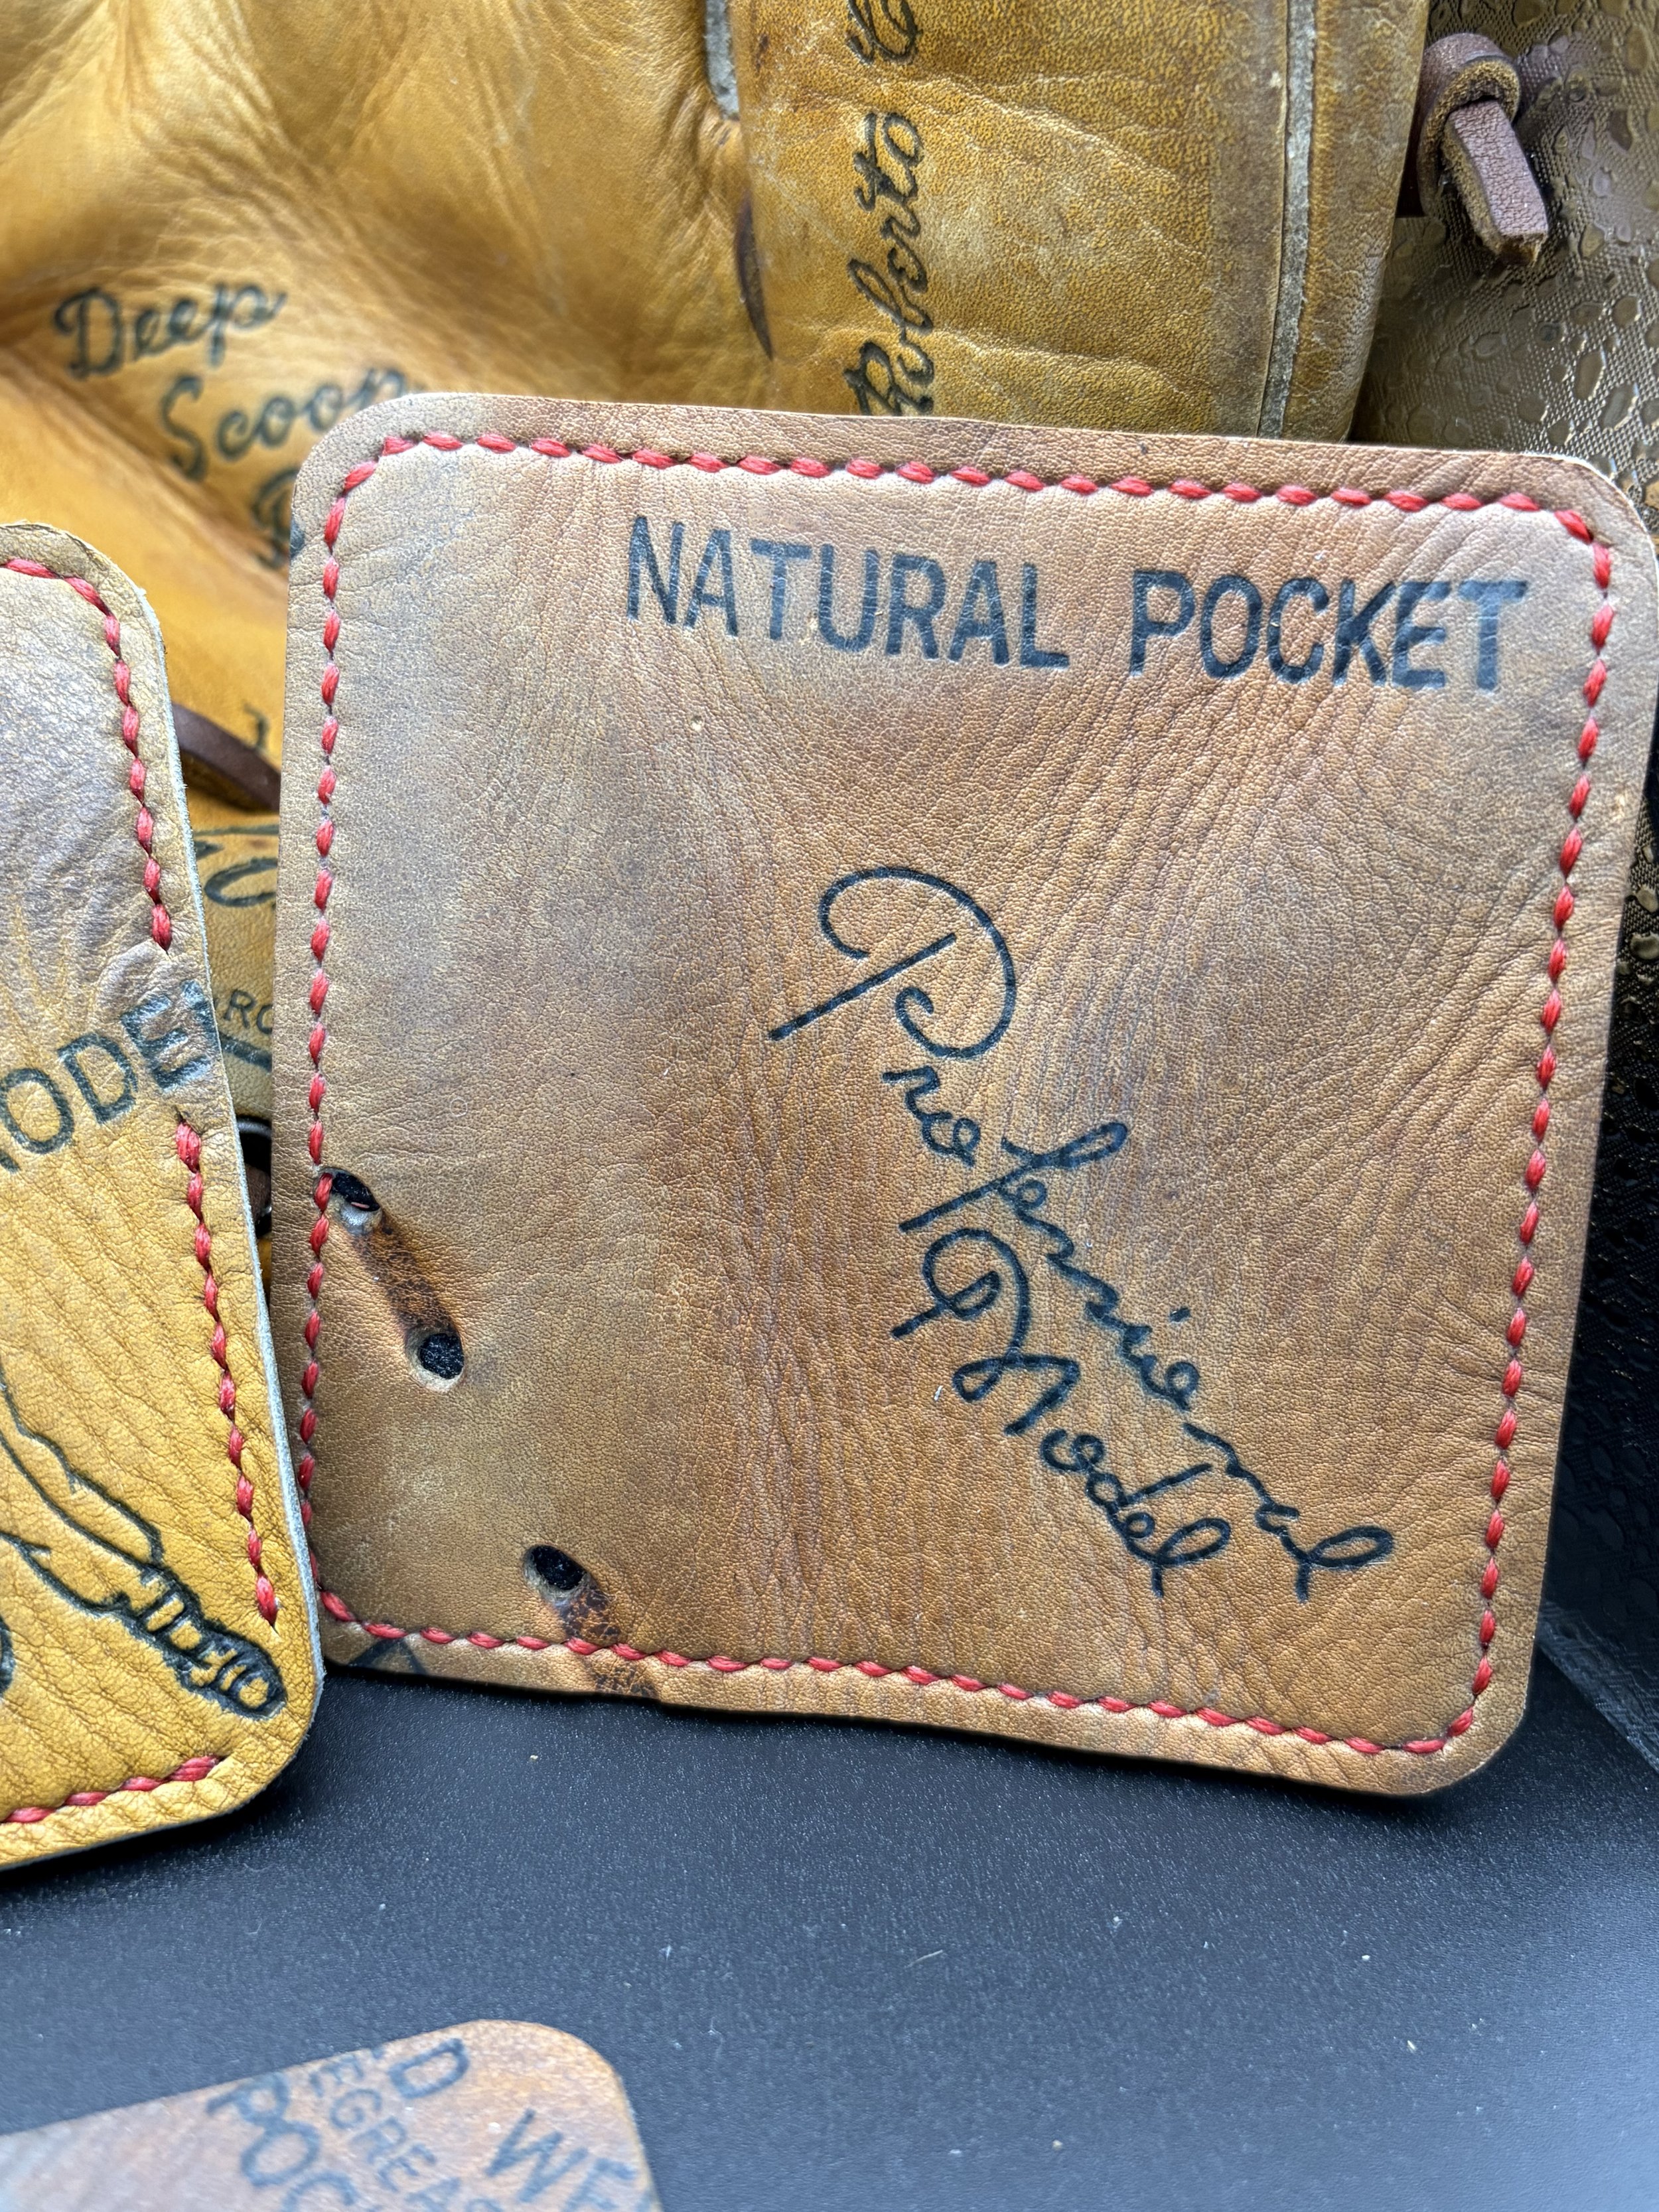 Deep
Scoop
Roberto C
NATURAL POCKET
Professional
Model
MODEL